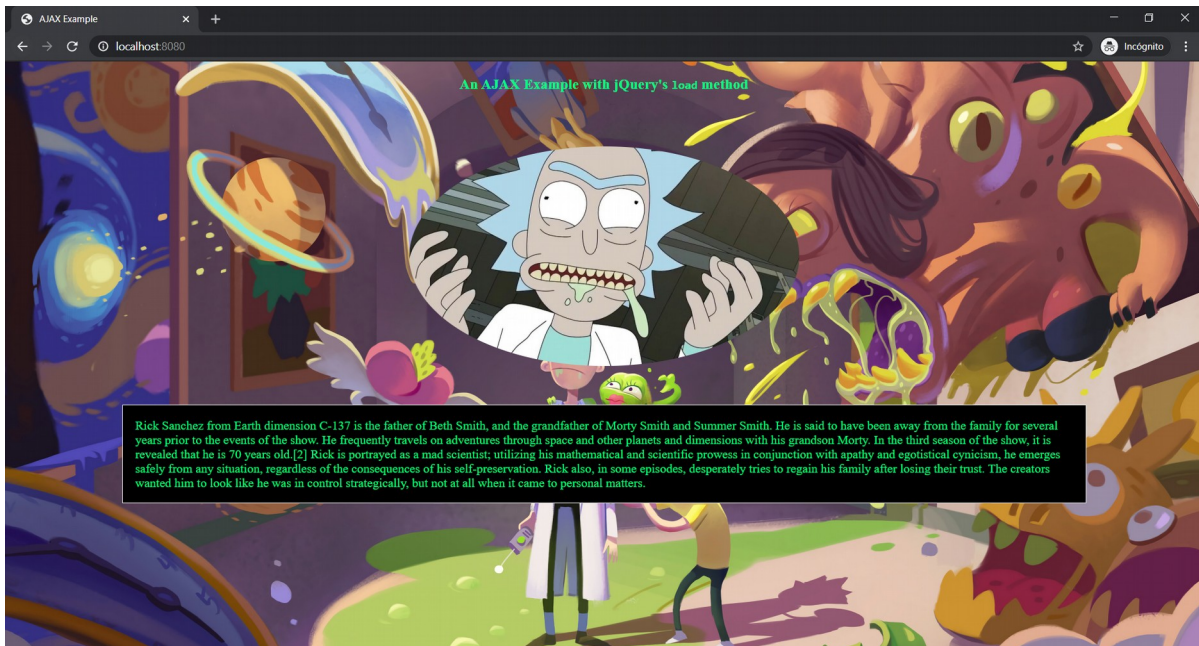 AJAX Example
localhost:8080
Incógnito
An AJAX Example with jQuery's load method
Rick Sanchez from Earth dimension C-137 is the father of Beth Smith, and the grandfather of Morty Smith and Summer Smith. He is said to have been away from the family for several
years prior to the events of the show. He frequently travels on adventures through space and other planets and dimensions with his grandson Morty. In the third season of the show, it is
revealed that he is 70 years old.[2] Rick is portrayed as a mad scientist; utilizing his mathematical and scientific prowess in conjunction with apathy and egotistical cynicism, he emerges
safely from any situation, regardless of the consequences of his self-preservation. Rick also, in some episodes, desperately tries to regain his family after losing their trust. The creators
wanted him to look like he was in control strategically, but not at all when it came to personal matters.